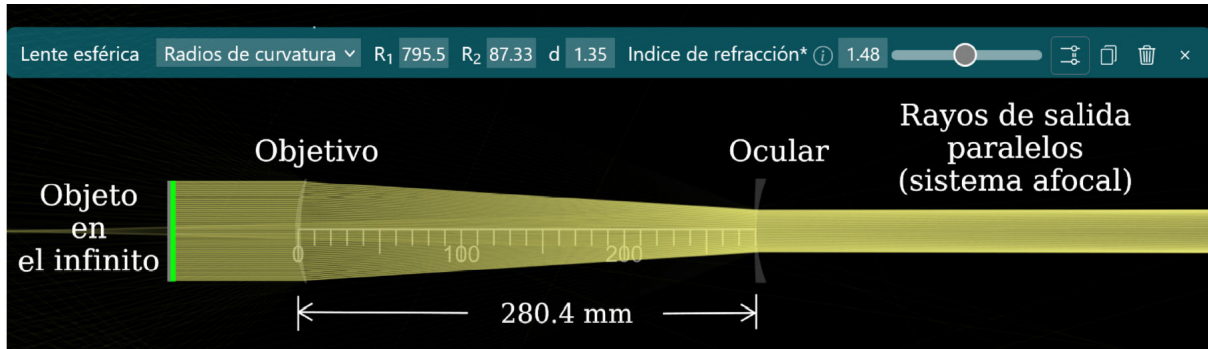 Lente esférica Radios de curvatura R₁ 795.5 R₂ 87.33 d 1.35 Indice de refracción* i 1.48 ×
Objetivo
Ocular
Rayos de salida
paralelos
(sistema afocal)
Objeto
en
el infinito
0 100 200
280.4 mm